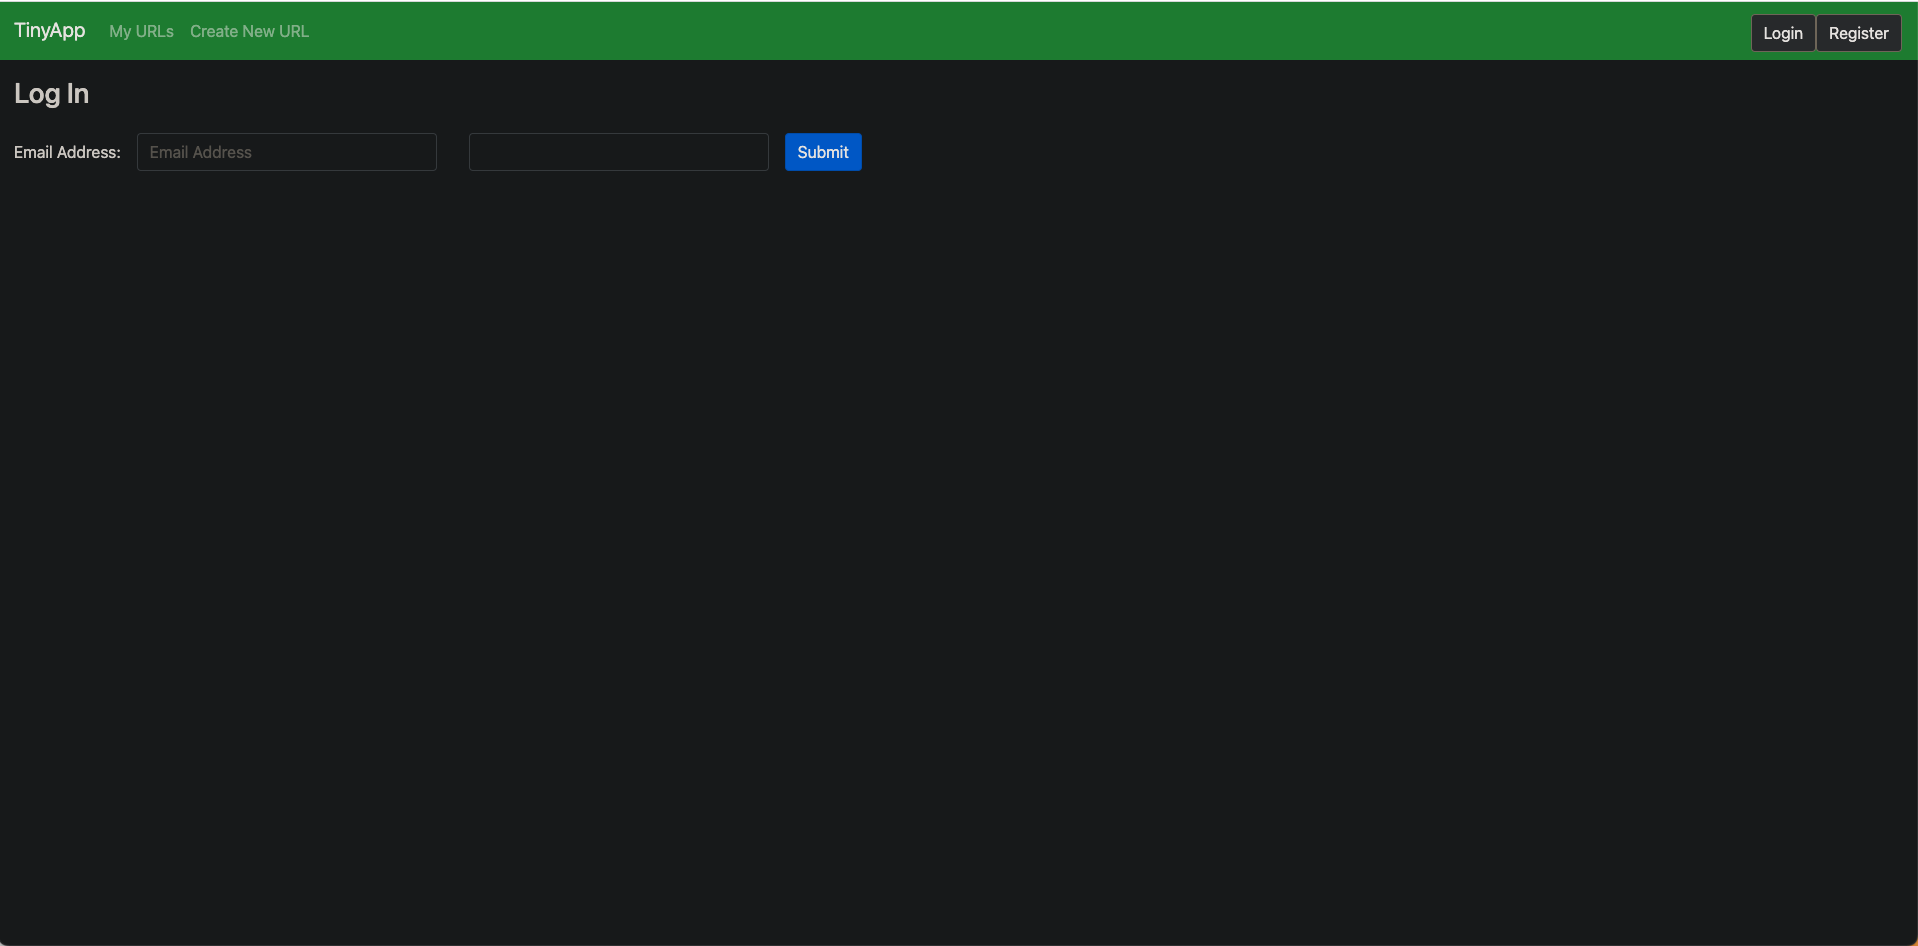 TinyApp My URLs Create New URL Login Register
Log In
Email Address: Email Address Submit